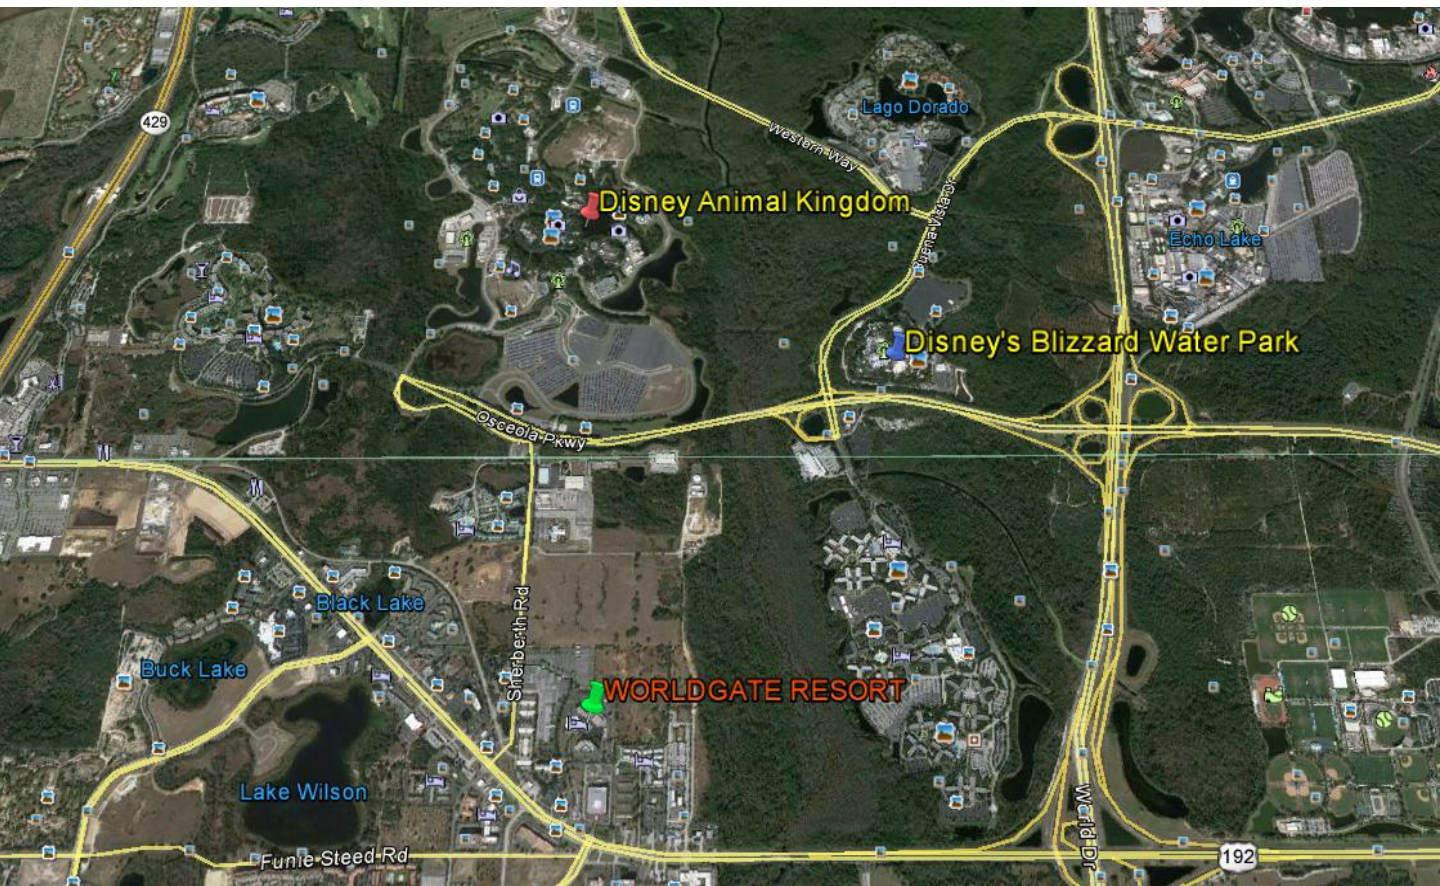 429
Lago Dorado
Western Way
Disney Animal Kingdom
Buena Vista Dr
Echo Lake
Disney's Blizzard Water Park
Osceola Pkwy
Black Lake
Sherberth Rd
Buck Lake
WORLDGATE RESORT
Lake Wilson
World Dr
Funie Steed Rd
192